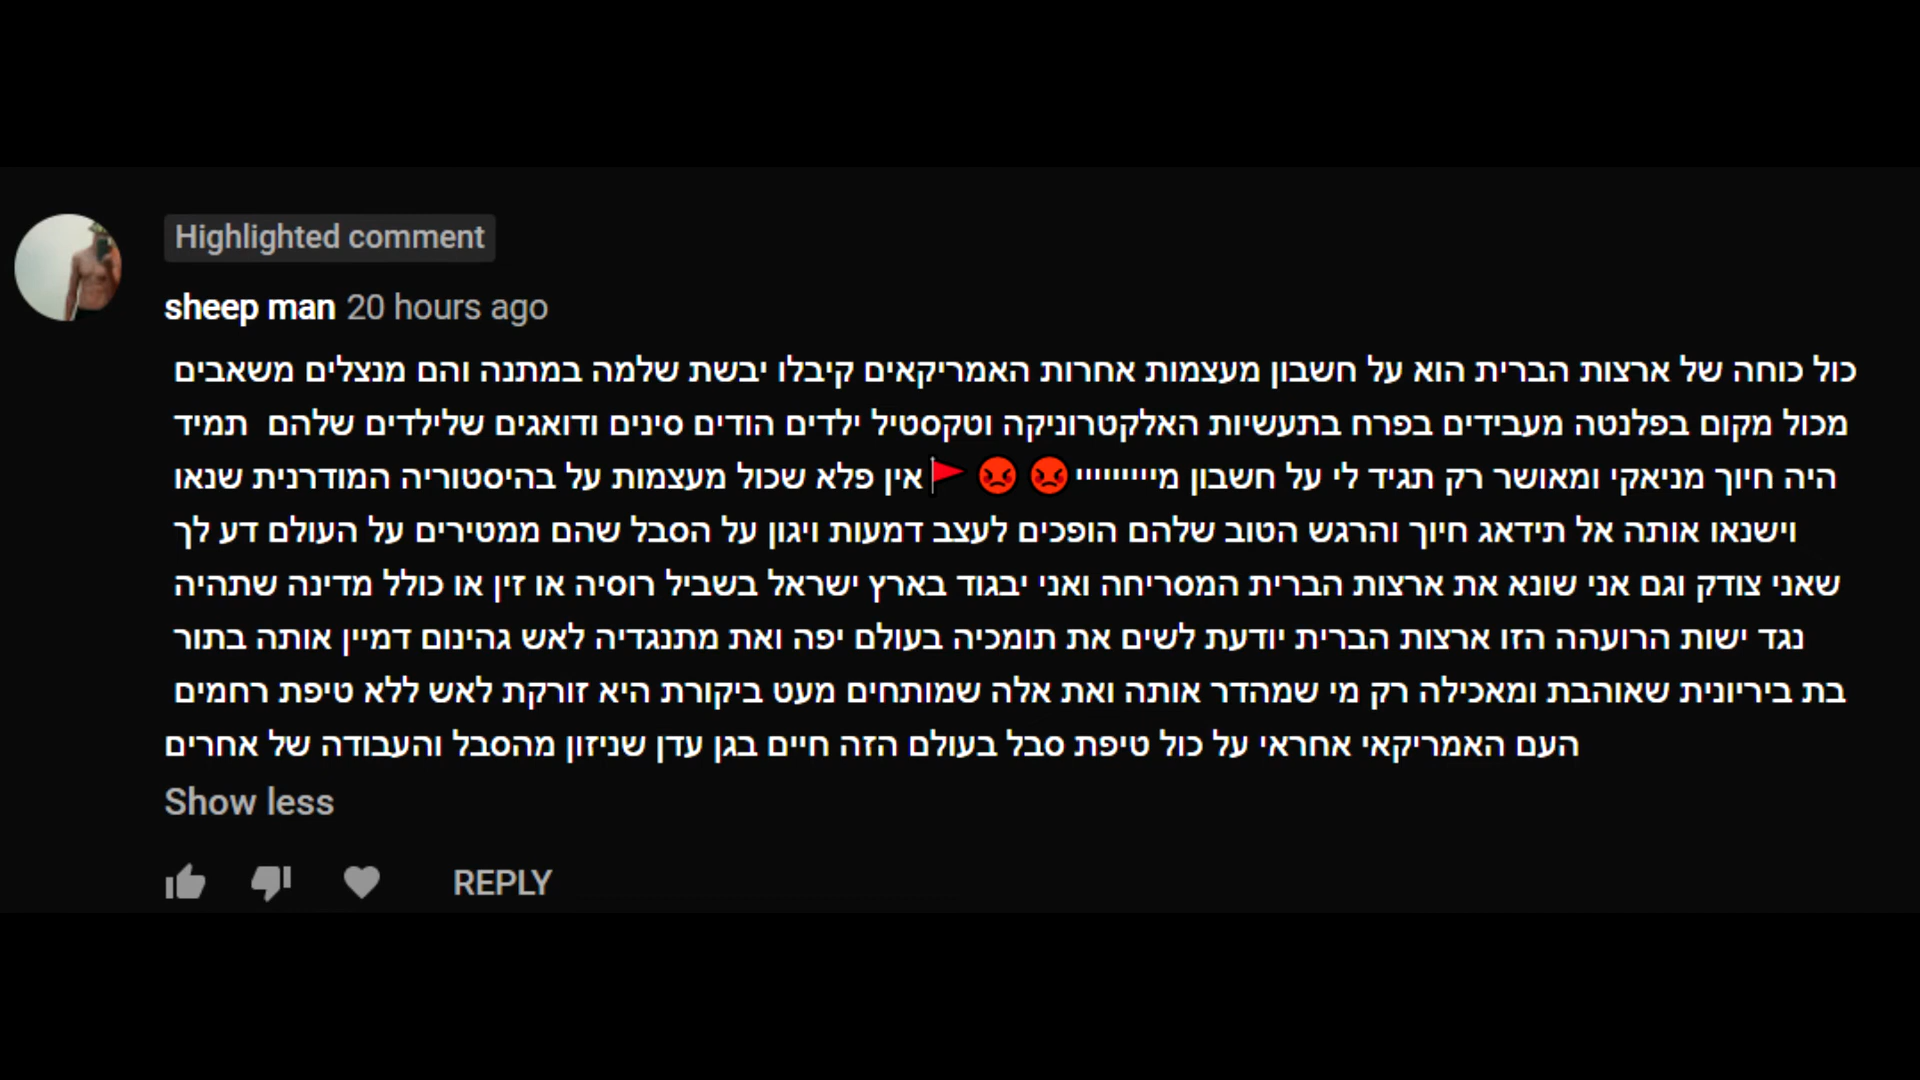 Highlighted comment
sheep man 20 hours ago
כול כוחה של ארצות הברית הוא על חשבון מעצמות אחרות האמריקאים קיבלו יבשת שלמה במתנה והם מנצלים משאבים
מכול מקום בפלנטה מעבידים בפרח בתעשיות האלקטרוניקה וטקסטיל ילדים הודים סינים ודואגים שלילדים שלהם תמיד
היה חיוך מניאקי ומאושר רק תגיד לי על חשבון מייייייייי😡😡🚩אין פלא שכול מעצמות על בהיסטוריה המודרנית שנאו
וישנאו אותה אל תידאג חיוך והרגש הטוב שלהם הופכים לעצב דמעות ויגון על הסבל שהם ממטירים על העולם דע לך
שאני צודק וגם אני שונא את ארצות הברית המסריחה ואני יבגוד בארץ ישראל בשביל רוסיה או זין או כולל מדינה שתהיה
נגד ישות הרועהה הזו ארצות הברית יודעת לשים את תומכיה בעולם יפה ואת מתנגדיה לאש גהינום דמיין אותה בתור
בת ביריונית שאוהבת ומאכילה רק מי שמהדר אותה ואת אלה שמותחים מעט ביקורת היא זורקת לאש ללא טיפת רחמים
העם האמריקאי אחראי על כול טיפת סבל בעולם הזה חיים בגן עדן שניזון מהסבל והעבודה של אחרים
Show less
REPLY